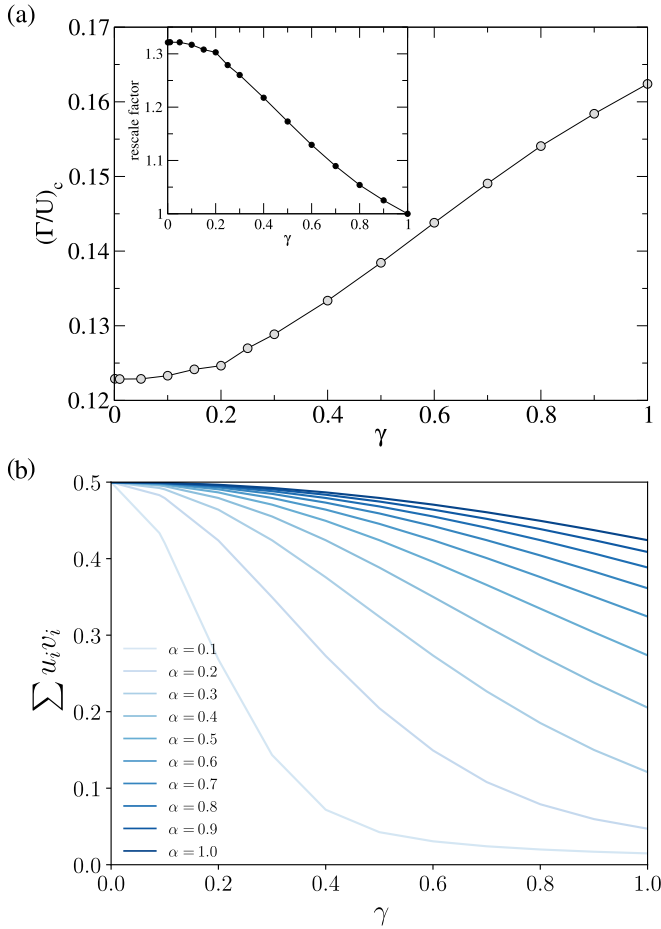 (a)
0.17
0.16
0.15
0.14
0.13
0.12
(Γ/U)c
0 0.2 0.4 0.6 0.8 1
γ
1.3
1.2
1.1
1
rescale factor
0 0.2 0.4 0.6 0.8 1
γ
(b)
0.5
0.4
0.3
0.2
0.1
0.0
∑ uᵢvᵢ
α = 0.1
α = 0.2
α = 0.3
α = 0.4
α = 0.5
α = 0.6
α = 0.7
α = 0.8
α = 0.9
α = 1.0
0.0 0.2 0.4 0.6 0.8 1.0
γ